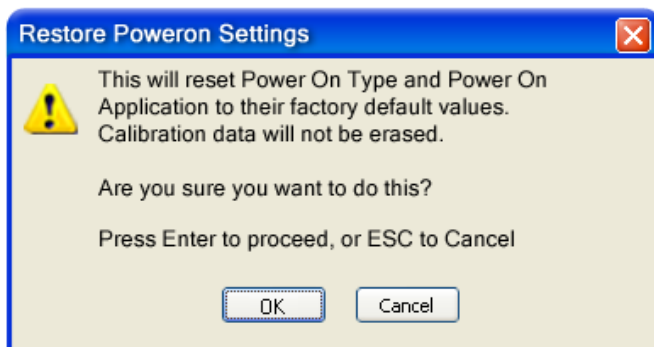 Restore Poweron Settings
This will reset Power On Type and Power On
Application to their factory default values.
Calibration data will not be erased.
Are you sure you want to do this?
Press Enter to proceed, or ESC to Cancel
OK
Cancel